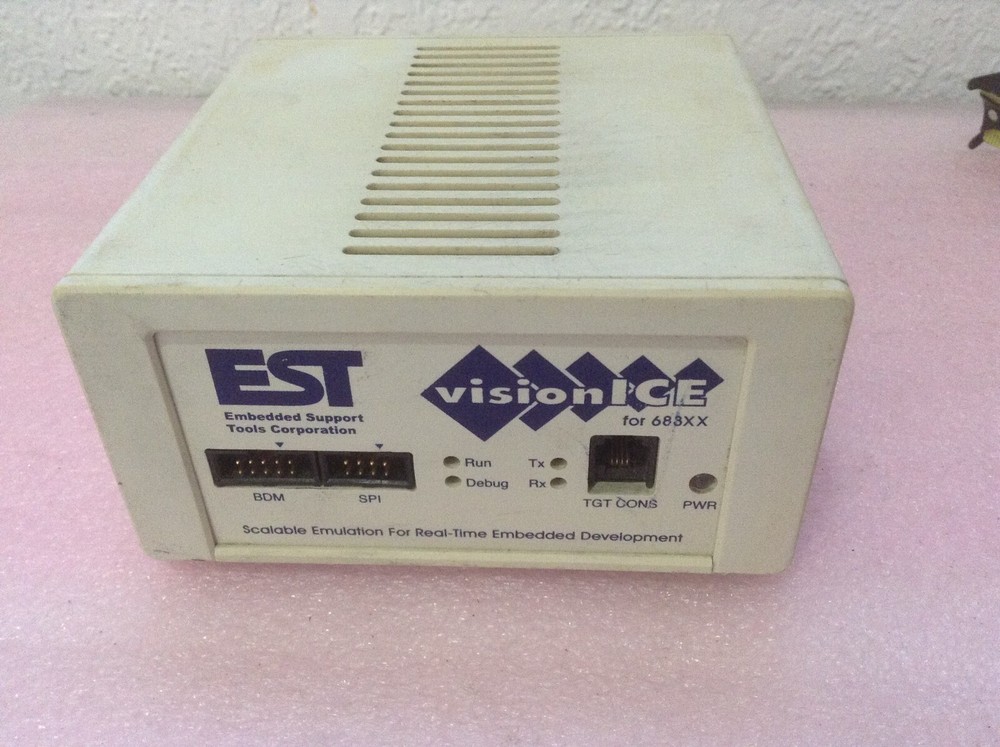 EST
Embedded Support
Tools Corporation
visionICE
for 683XX
BDM
SPI
Run
Debug
Tx
Rx
TGT CONS
PWR
Scalable Emulation For Real-Time Embedded Development